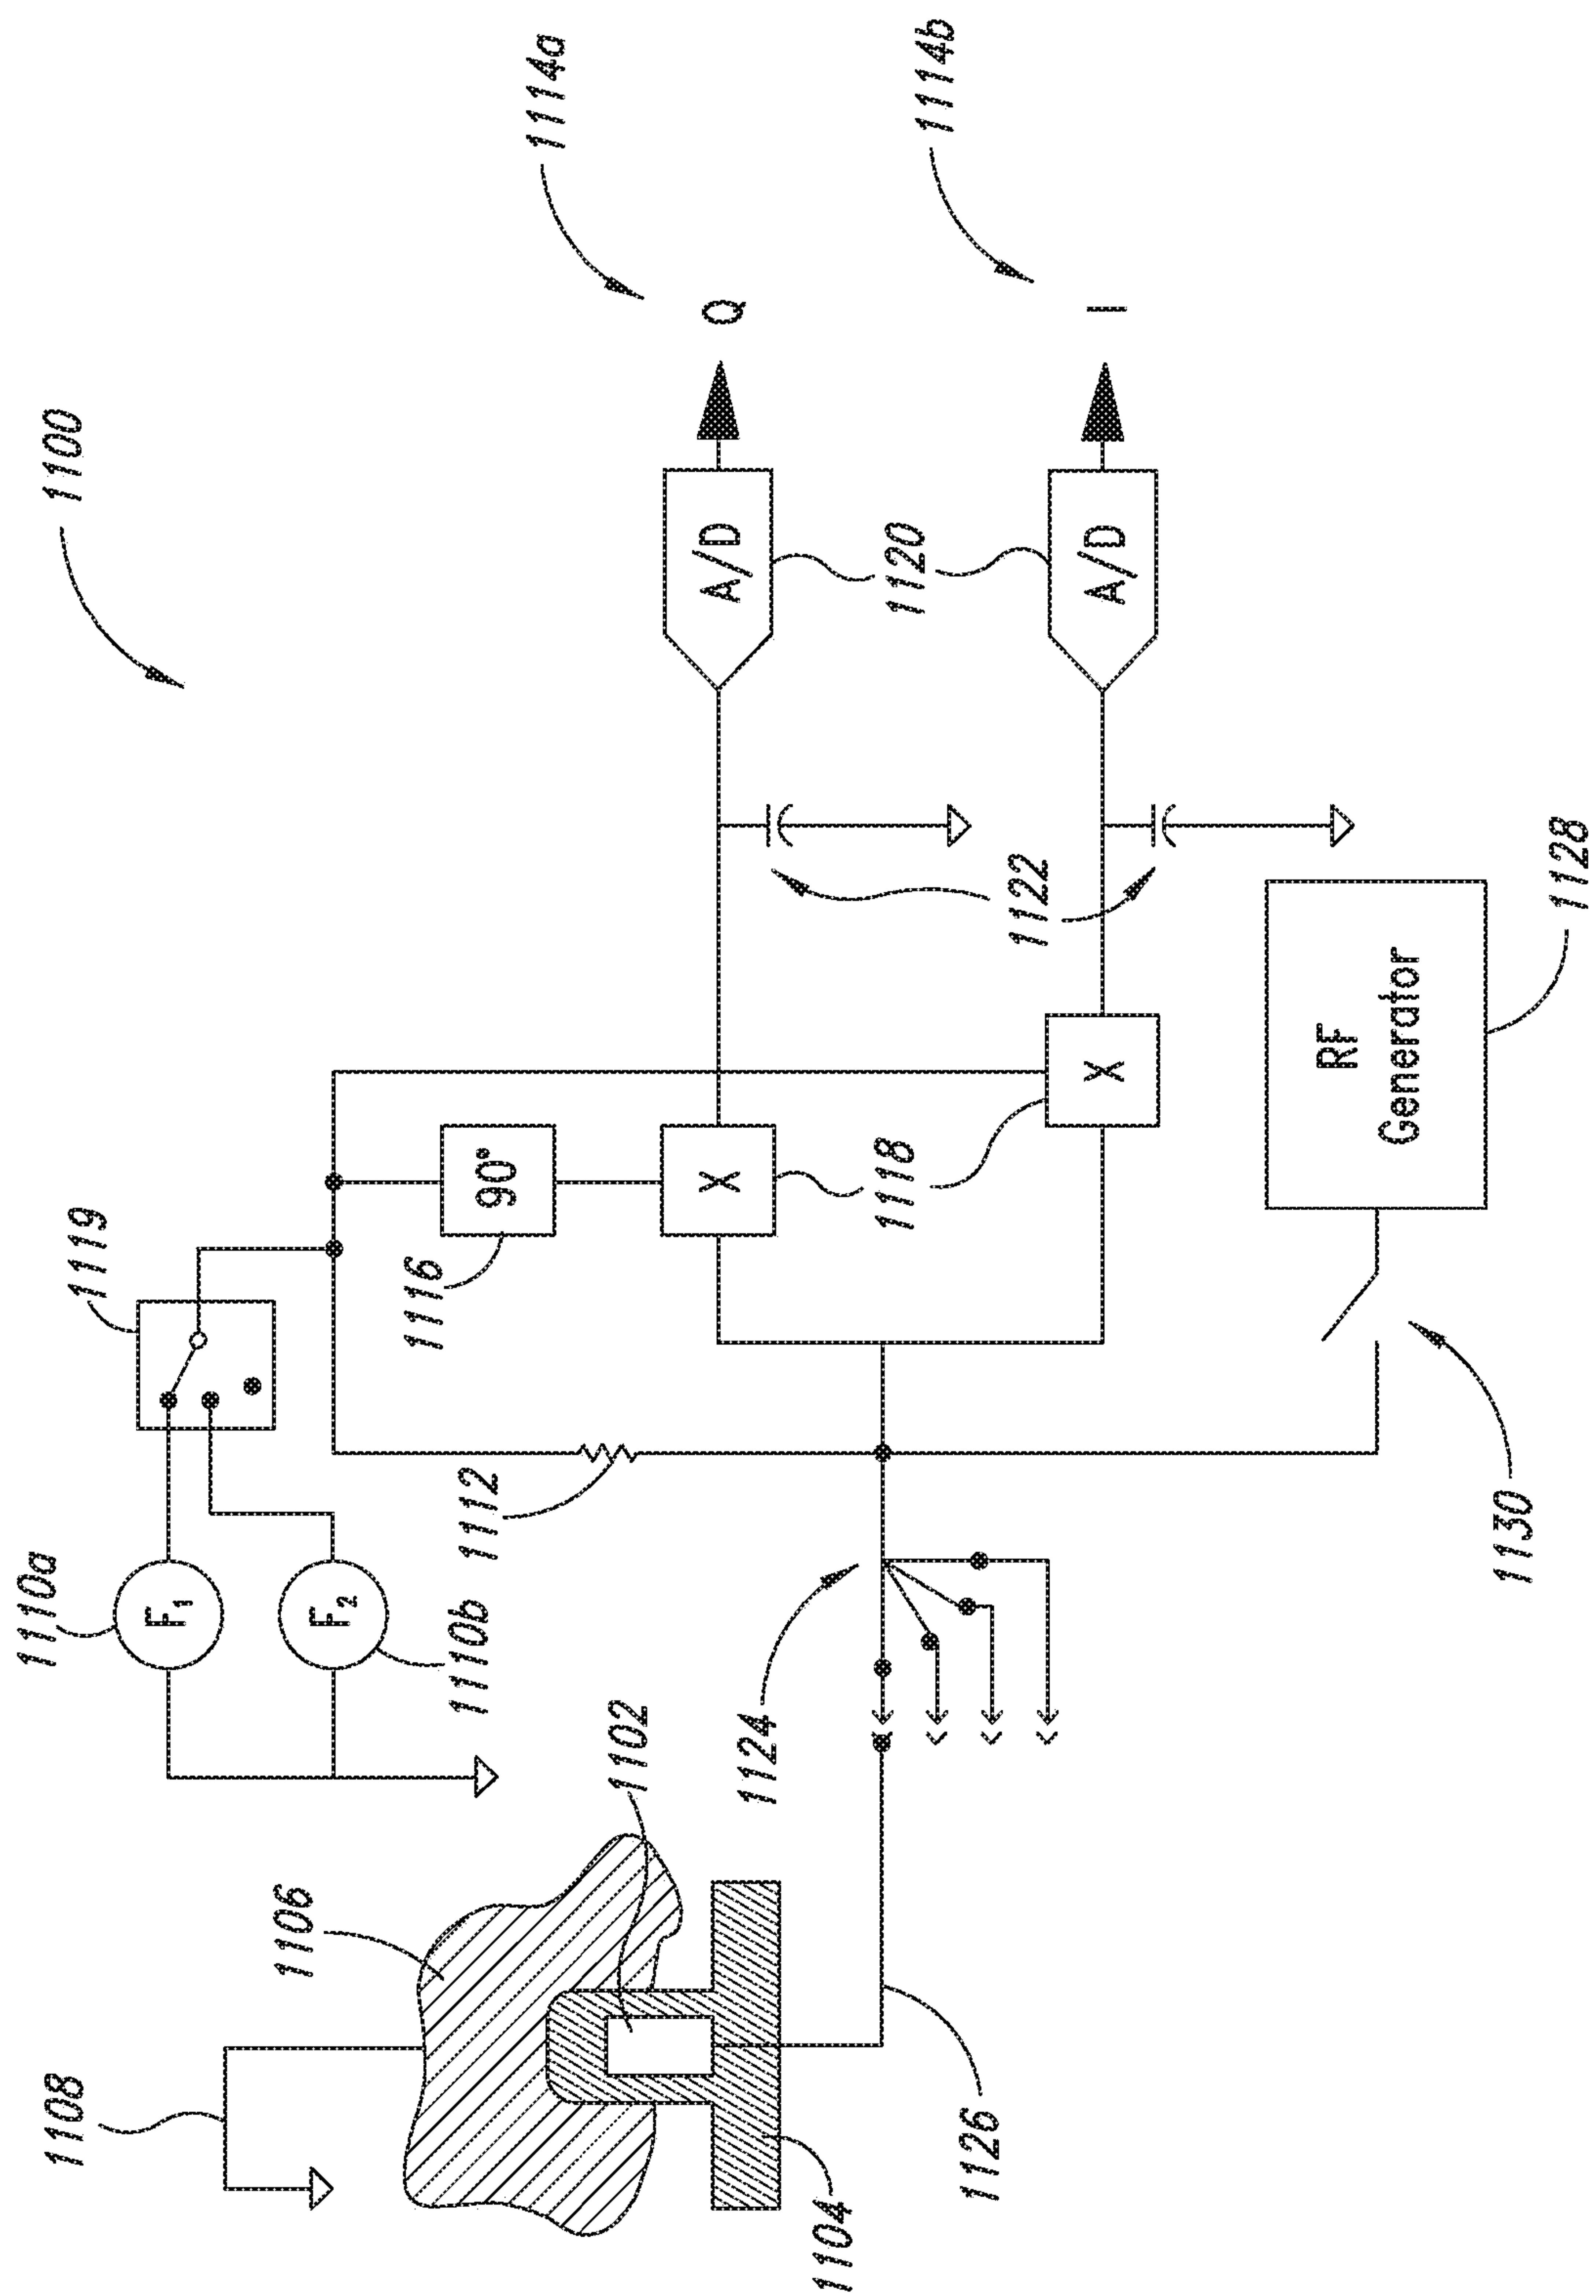 1110a
1108
1100
1119
F1
1106
F2
1116
1110b
1112
90°
1114a
1102
X
A/D
Q
1124
1104
1118
1120
1114b
1126
1122
X
A/D
I
RF
Generator
1130
1128